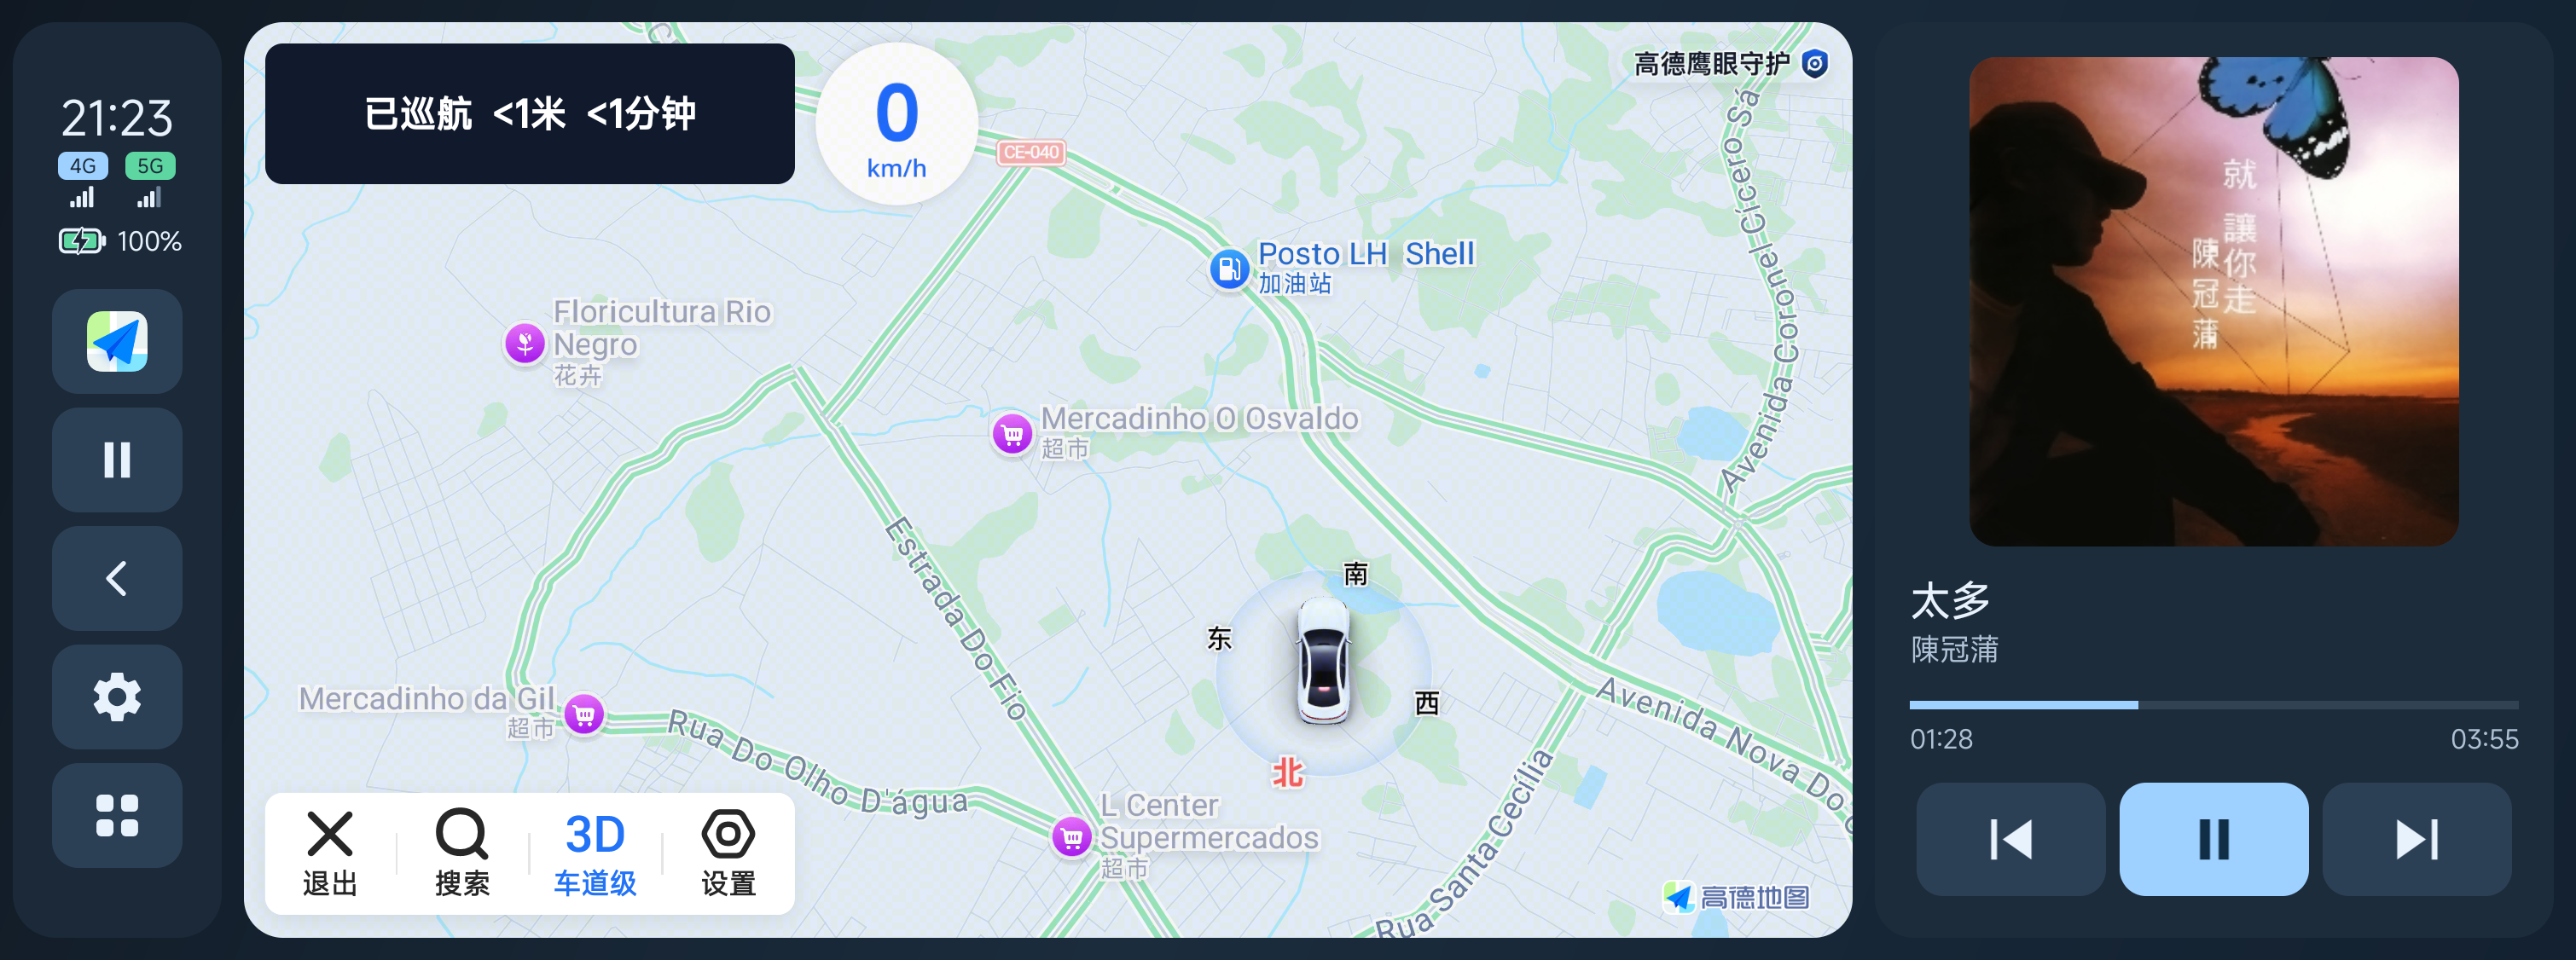 21:23
4G 5G
100%
已巡航 <1米 <1分钟
0
km/h
高德鹰眼守护
CE-040
Posto LH Shell
加油站
Floricultura Rio
Negro
花卉
Mercadinho O Osvaldo
超市
Avenida Coronel Cícero Sá
Estrada Do Fio
南
东
西
北
Mercadinho da Gil
超市
Rua Do Olho D'água
Avenida Nova Do
L Center
Supermercados
超市
Rua Santa Cecília
退出
搜索
3D
车道级
设置
高德地图
就讓你走
陳冠蒲
太多
陳冠蒲
01:28
03:55